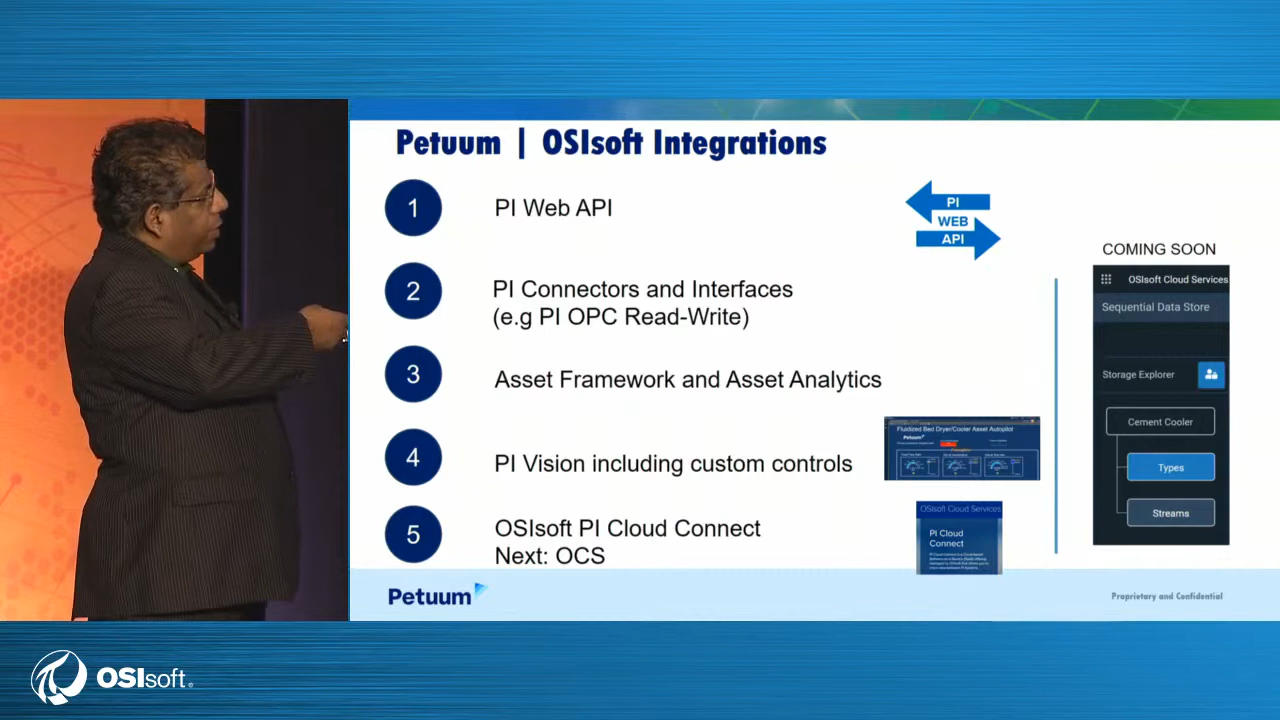 Petuum | OSIsoft Integrations
1
PI Web API
PI
WEB
API
2
PI Connectors and Interfaces
(e.g PI OPC Read-Write)
3
Asset Framework and Asset Analytics
4
PI Vision including custom controls
Fluidized Bed Dryer/Cooler Asset Autopilot
Petuum
5
OSIsoft PI Cloud Connect
Next: OCS
OSIsoft Cloud Services
PI Cloud
Connect
COMING SOON
OSIsoft Cloud Services
Sequential Data Store
Storage Explorer
Cement Cooler
Types
Streams
Petuum
Proprietary and Confidential
OSIsoft.